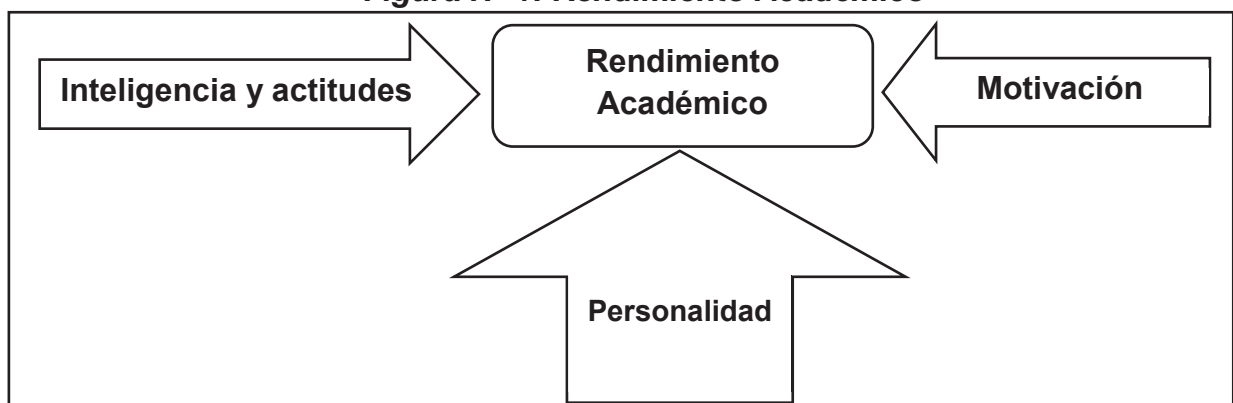 Inteligencia y actitudes
Rendimiento
Académico
Motivación
Personalidad